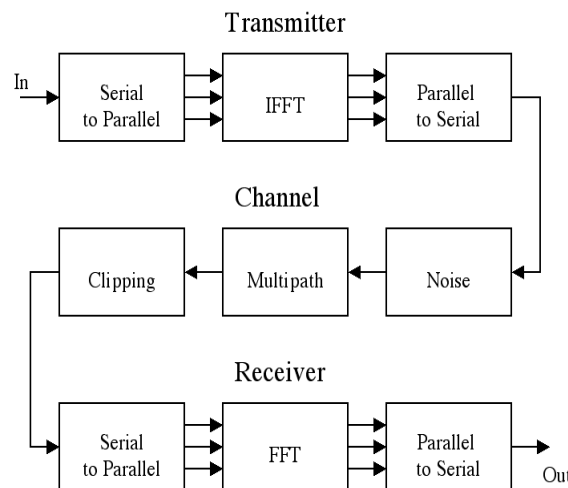 Transmitter
In
Serial
to Parallel
IFFT
Parallel
to Serial
Channel
Clipping
Multipath
Noise
Receiver
Serial
to Parallel
FFT
Parallel
to Serial
Out